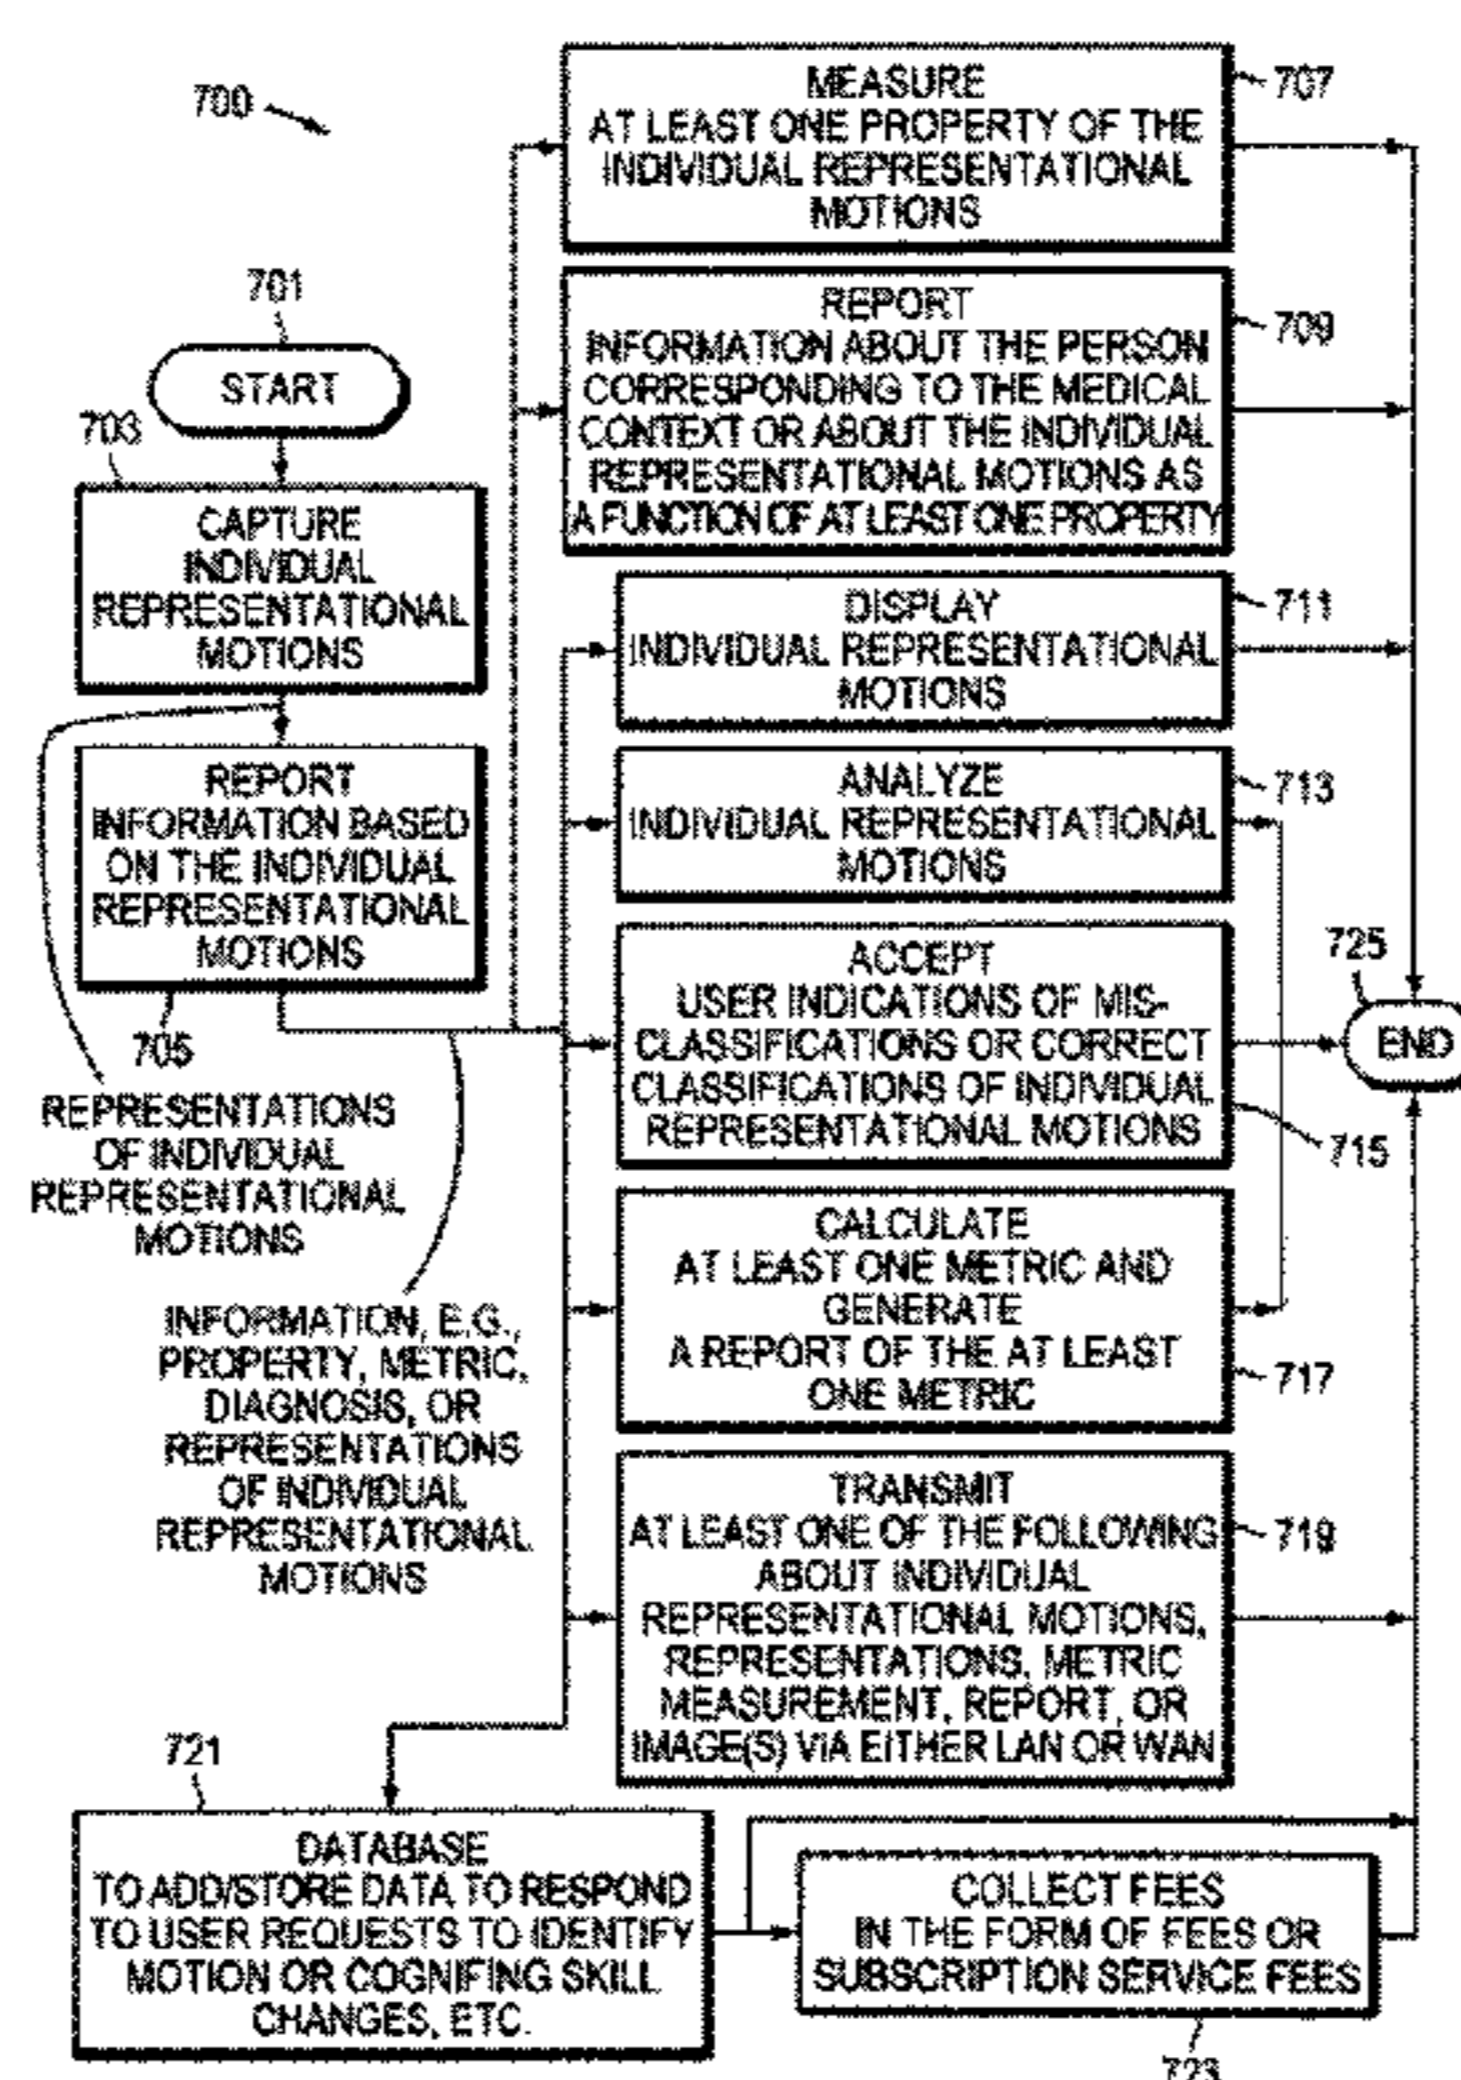 700
701
START
703
CAPTURE
INDIVIDUAL
REPRESENTATIONAL
MOTIONS
REPORT
INFORMATION BASED
ON THE INDIVIDUAL
REPRESENTATIONAL
MOTIONS
705
REPRESENTATIONS
OF INDIVIDUAL
REPRESENTATIONAL
MOTIONS
INFORMATION, E.G.,
PROPERTY, METRIC,
DIAGNOSIS, OR
REPRESENTATIONS
OF INDIVIDUAL
REPRESENTATIONAL
MOTIONS
MEASURE
AT LEAST ONE PROPERTY OF THE
INDIVIDUAL REPRESENTATIONAL
MOTIONS
707
REPORT
INFORMATION ABOUT THE PERSON
CORRESPONDING TO THE MEDICAL
CONTEXT OR ABOUT THE INDIVIDUAL
REPRESENTATIONAL MOTIONS AS
A FUNCTION OF AT LEAST ONE PROPERTY
709
DISPLAY
INDIVIDUAL REPRESENTATIONAL
MOTIONS
711
ANALYZE
INDIVIDUAL REPRESENTATIONAL
MOTIONS
713
ACCEPT
USER INDICATIONS OF MIS-
CLASSIFICATIONS OR CORRECT
CLASSIFICATIONS OF INDIVIDUAL
REPRESENTATIONAL MOTIONS
715
725
END
CALCULATE
AT LEAST ONE METRIC AND
GENERATE
A REPORT OF THE AT LEAST
ONE METRIC
717
TRANSMIT
AT LEAST ONE OF THE FOLLOWING
ABOUT INDIVIDUAL
REPRESENTATIONAL MOTIONS,
REPRESENTATIONS, METRIC
MEASUREMENT, REPORT, OR
IMAGE(S) VIA EITHER LAN OR WAN
719
721
DATABASE
TO ADD/STORE DATA TO RESPOND
TO USER REQUESTS TO IDENTIFY
MOTION OR COGNIFING SKILL
CHANGES, ETC.
COLLECT FEES
IN THE FORM OF FEES OR
SUBSCRIPTION SERVICE FEES
723